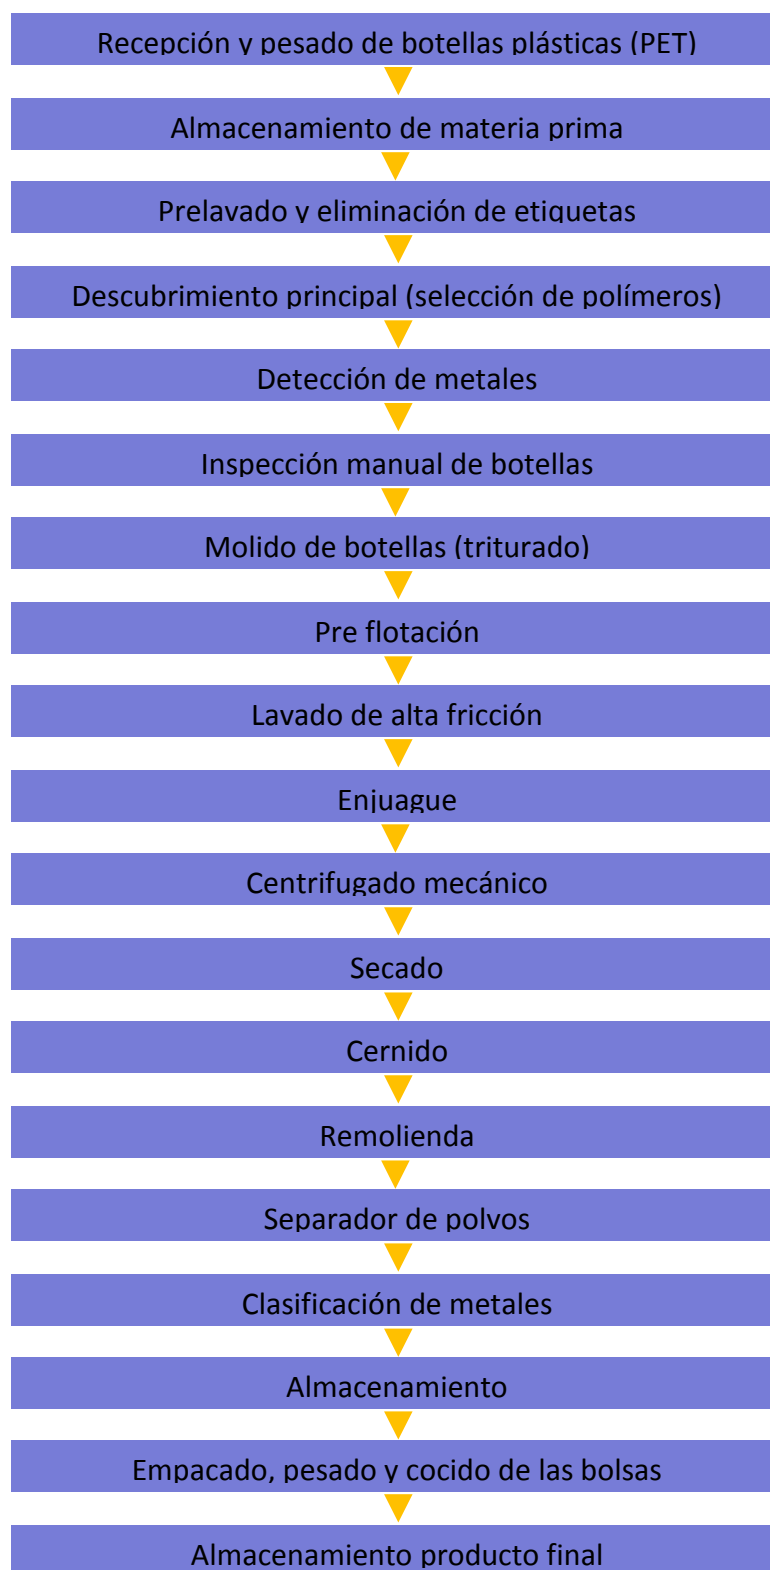 Recepción y pesado de botellas plásticas (PET)
Almacenamiento de materia prima
Prelavado y eliminación de etiquetas
Descubrimiento principal (selección de polímeros)
Detección de metales
Inspección manual de botellas
Molido de botellas (triturado)
Pre flotación
Lavado de alta fricción
Enjuague
Centrifugado mecánico
Secado
Cernido
Remolienda
Separador de polvos
Clasificación de metales
Almacenamiento
Empacado, pesado y cocido de las bolsas
Almacenamiento producto final